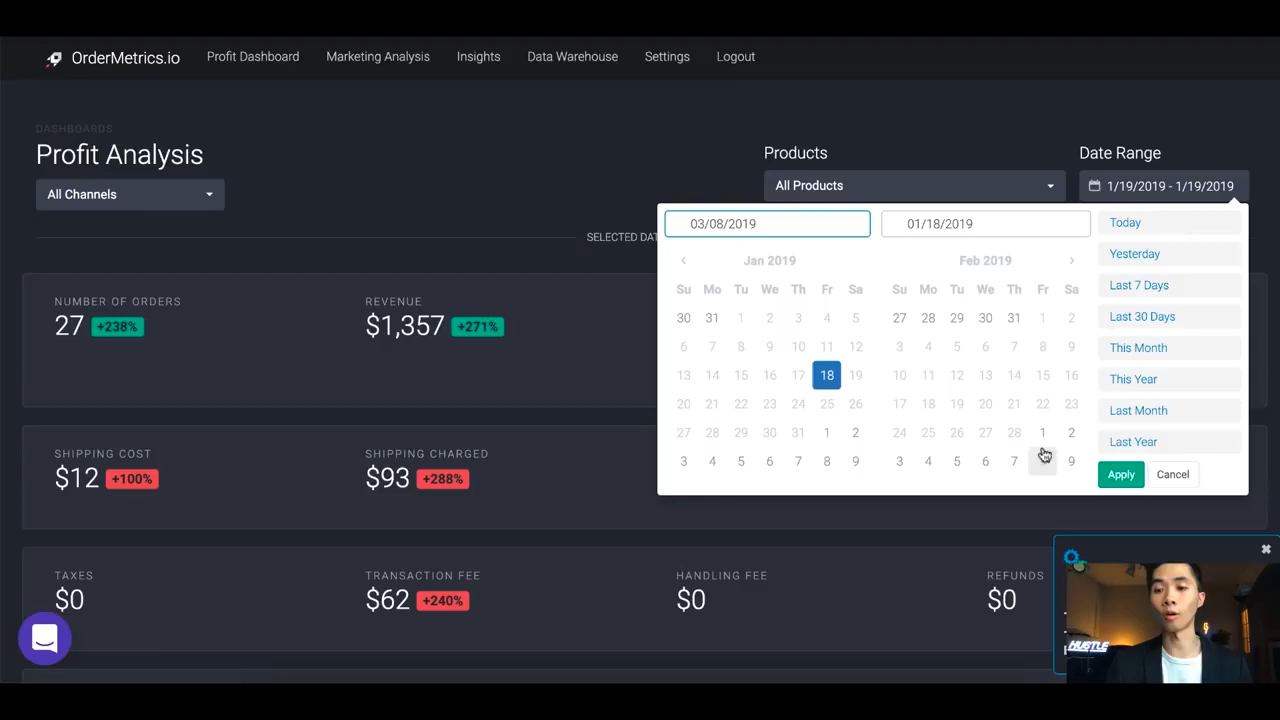 OrderMetrics.io
Profit Dashboard
Marketing Analysis
Insights
Data Warehouse
Settings
Logout
DASHBOARDS
Profit Analysis
All Channels
Products
All Products
Date Range
1/19/2019 - 1/19/2019
SELECTED DAT
03/08/2019
01/18/2019
Jan 2019
Su Mo Tu We Th Fr Sa
30 31 1 2 3 4 5
6 7 8 9 10 11 12
13 14 15 16 17 18 19
20 21 22 23 24 25 26
27 28 29 30 31 1 2
3 4 5 6 7 8 9
Feb 2019
Su Mo Tu We Th Fr Sa
27 28 29 30 31 1 2
3 4 5 6 7 8 9
10 11 12 13 14 15 16
17 18 19 20 21 22 23
24 25 26 27 28 1 2
3 4 5 6 7 9
Today
Yesterday
Last 7 Days
Last 30 Days
This Month
This Year
Last Month
Last Year
Apply
Cancel
NUMBER OF ORDERS
27 +238%
REVENUE
$1,357 +271%
SHIPPING COST
$12 +100%
SHIPPING CHARGED
$93 +288%
TAXES
$0
TRANSACTION FEE
$62 +240%
HANDLING FEE
$0
REFUNDS
$0
HUSTLE